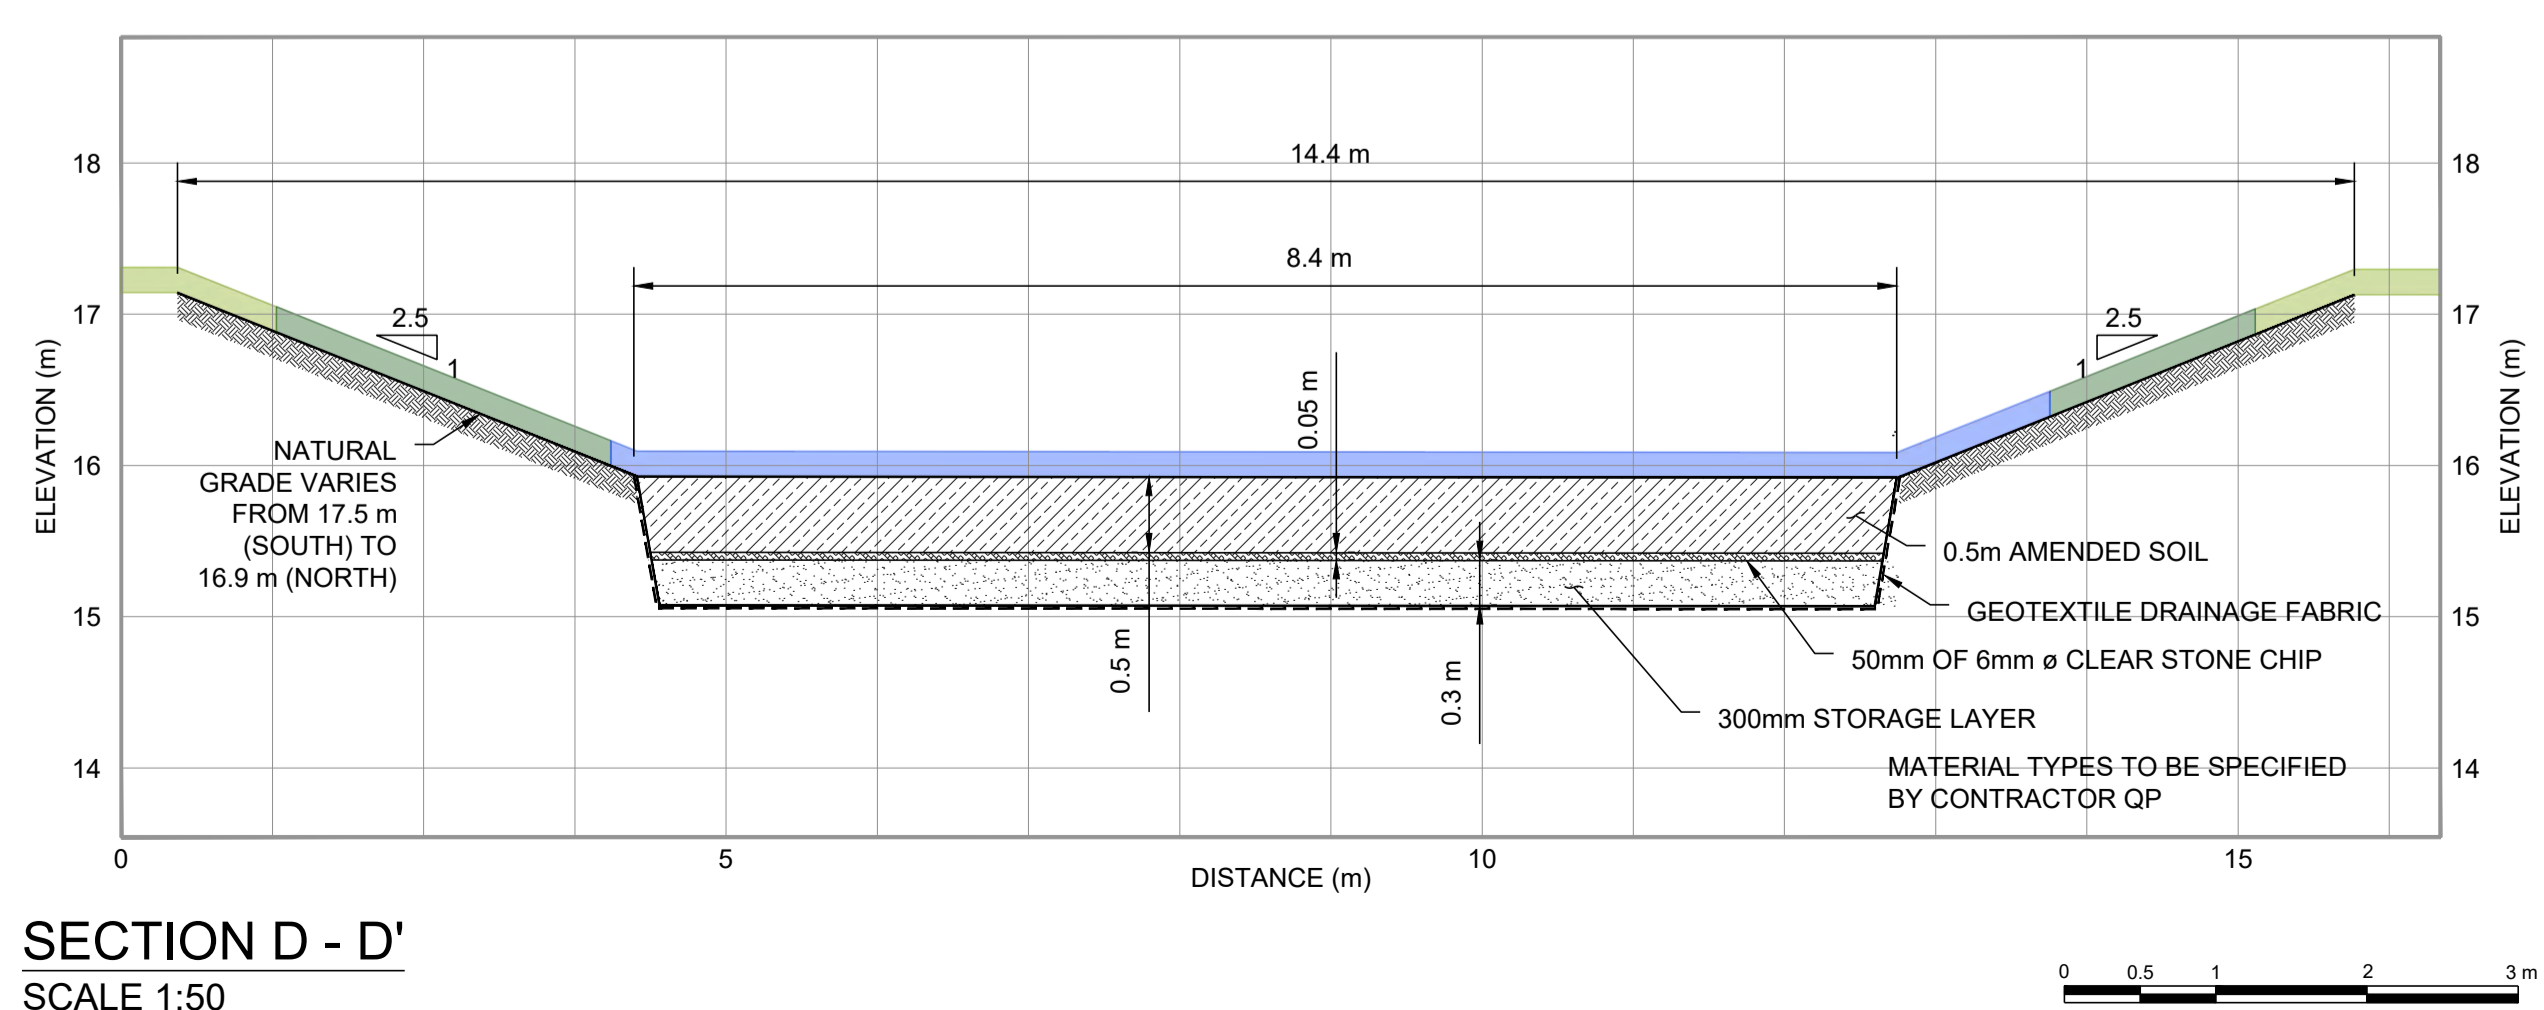 14.4 m
18
18
8.4 m
17
17
2.5
1
2.5
1
ELEVATION (m)
ELEVATION (m)
0.05 m
NATURAL
GRADE VARIES
FROM 17.5 m
(SOUTH) TO
16.9 m (NORTH)
16
16
0.5m AMENDED SOIL
GEOTEXTILE DRAINAGE FABRIC
15
15
0.5 m
0.3 m
50mm OF 6mm ø CLEAR STONE CHIP
300mm STORAGE LAYER
14
14
MATERIAL TYPES TO BE SPECIFIED
BY CONTRACTOR QP
0
5
10
15
DISTANCE (m)
SECTION D - D'
SCALE 1:50
0 0.5 1 2 3 m